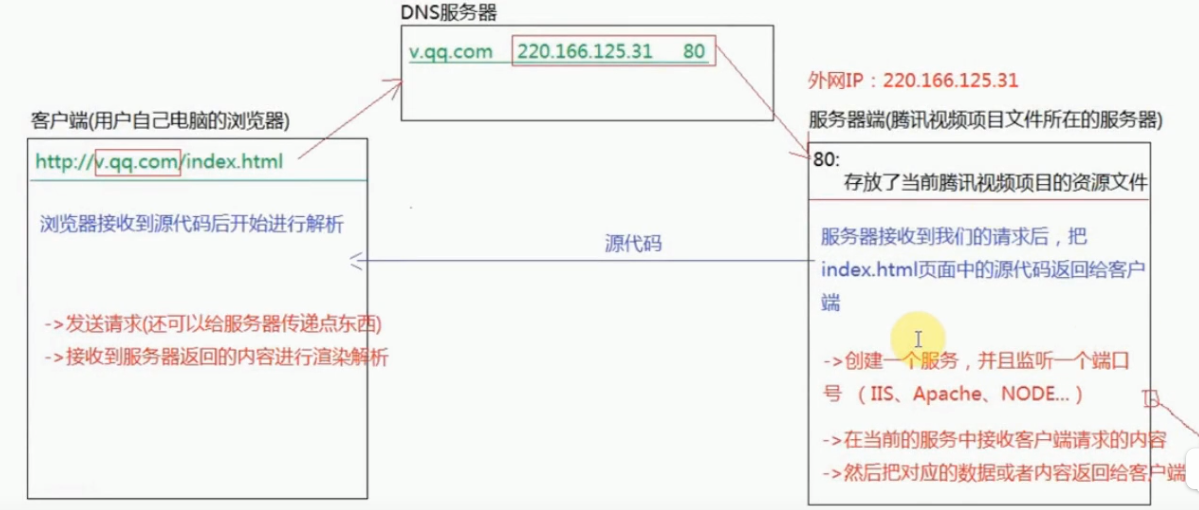 DNS服务器
v.qq.com 220.166.125.31 80
外网IP：220.166.125.31
客户端(用户自己电脑的浏览器)
http://v.qq.com/index.html
浏览器接收到源代码后开始进行解析
->发送请求(还可以给服务器传递点东西)
->接收到服务器返回的内容进行渲染解析
源代码
服务器端(腾讯视频项目文件所在的服务器)
80:
存放了当前腾讯视频项目的资源文件
服务器接收到我们的请求后，把
index.html页面中的源代码返回给客户
端
->创建一个服务，并且监听一个端口
号 （IIS、Apache、NODE...）
->在当前的服务中接收客户端请求的内容
->然后把对应的数据或者内容返回给客户端